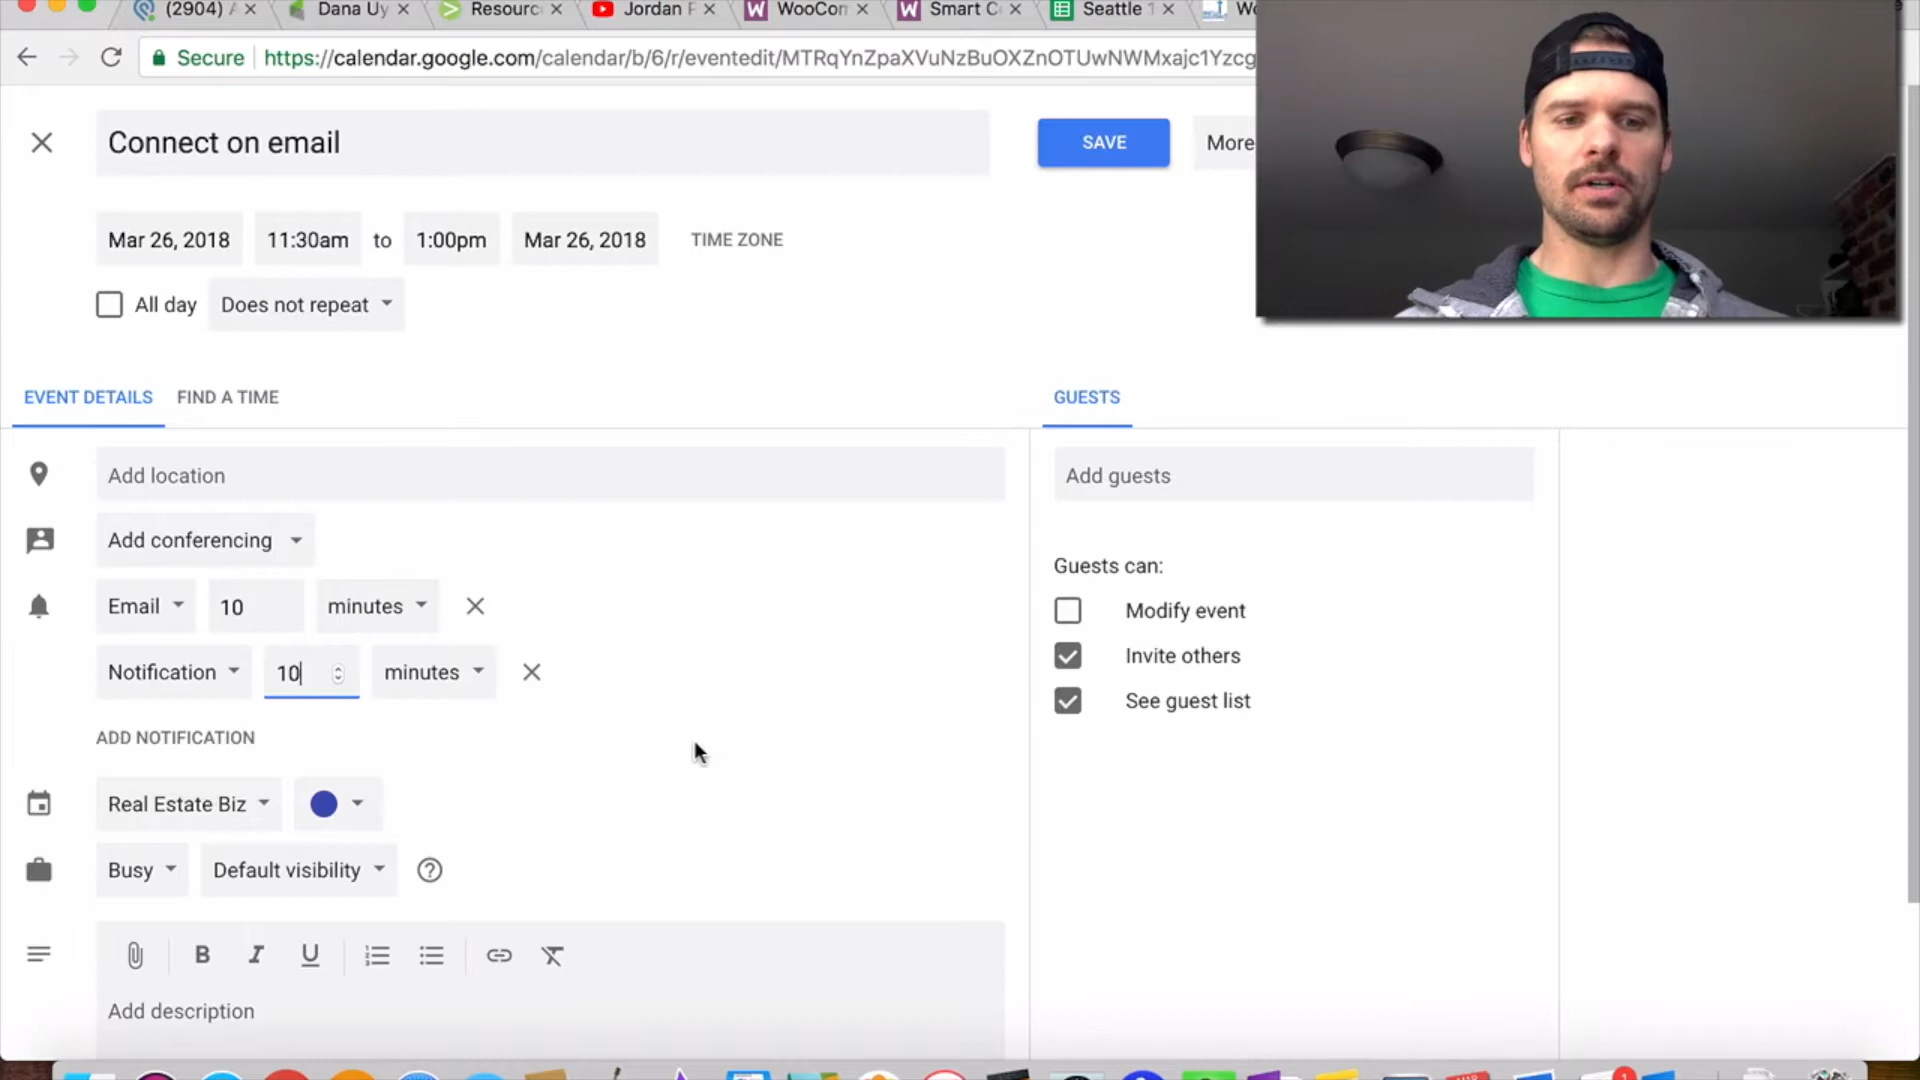 (2904) A
Dana Uy
Resourc
Jordan P
WooCon
Smart C
Seattle 1
Wo
Secure https://calendar.google.com/calendar/b/6/r/eventedit/MTRqYnZpaXVuNzBuOXZnOTUwNWMxajc1Yzcg
Connect on email
SAVE
More
Mar 26, 2018 11:30am to 1:00pm Mar 26, 2018 TIME ZONE
All day Does not repeat
EVENT DETAILS FIND A TIME
GUESTS
Add location
Add guests
Add conferencing
Guests can:
Email 10 minutes
Modify event
Invite others
Notification 10 minutes
See guest list
ADD NOTIFICATION
Real Estate Biz
Busy Default visibility
B I U
Add description
1